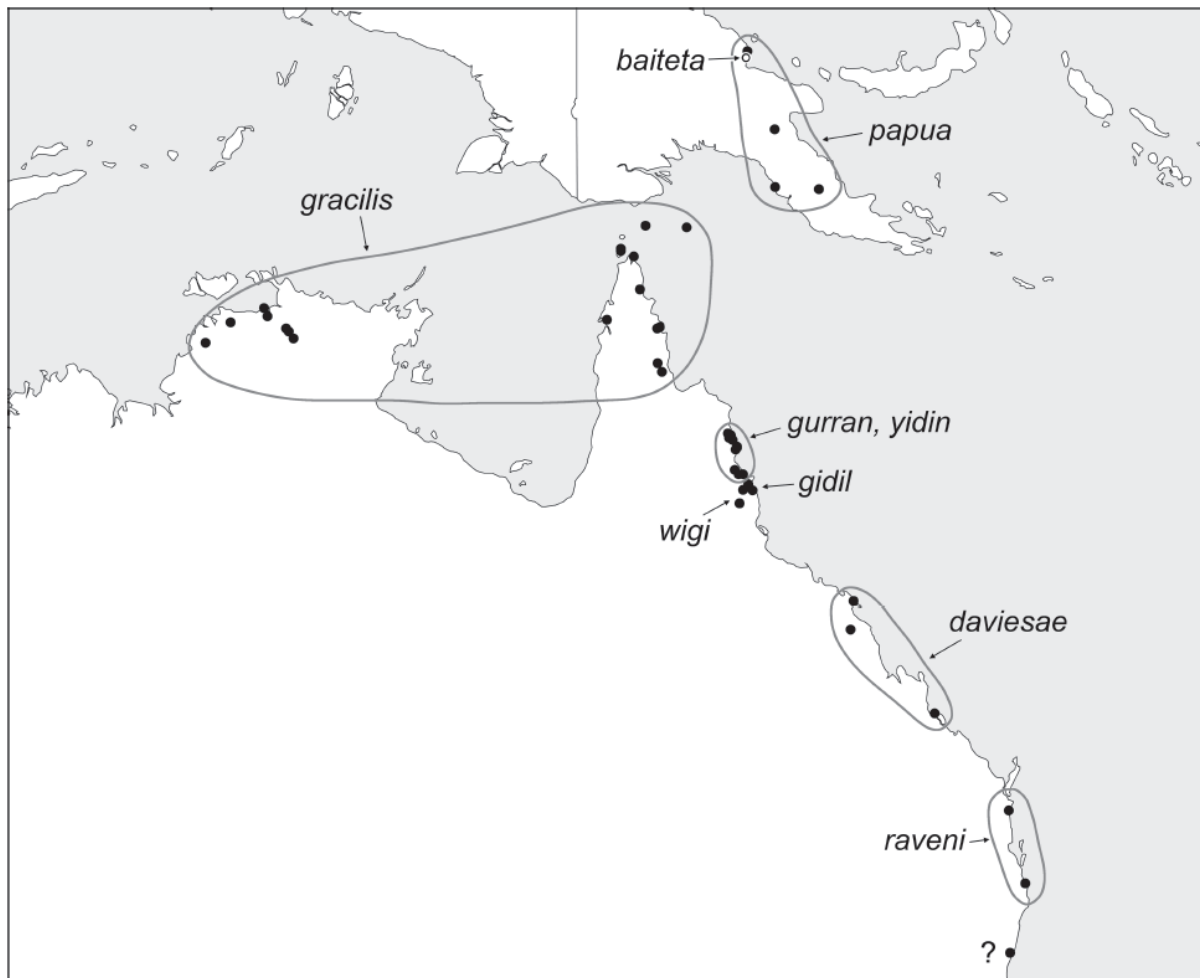 baiteta
papua
gracilis
gurran, yidin
gidil
wigi
daviesae
raveni
?